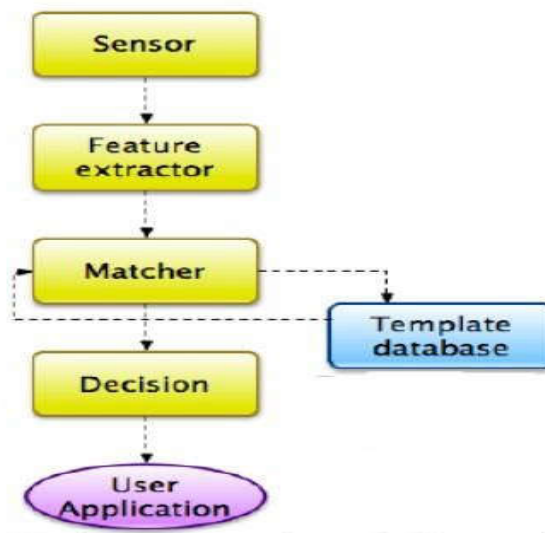 Sensor
Feature
extractor
Matcher
Template
database
Decision
User
Application